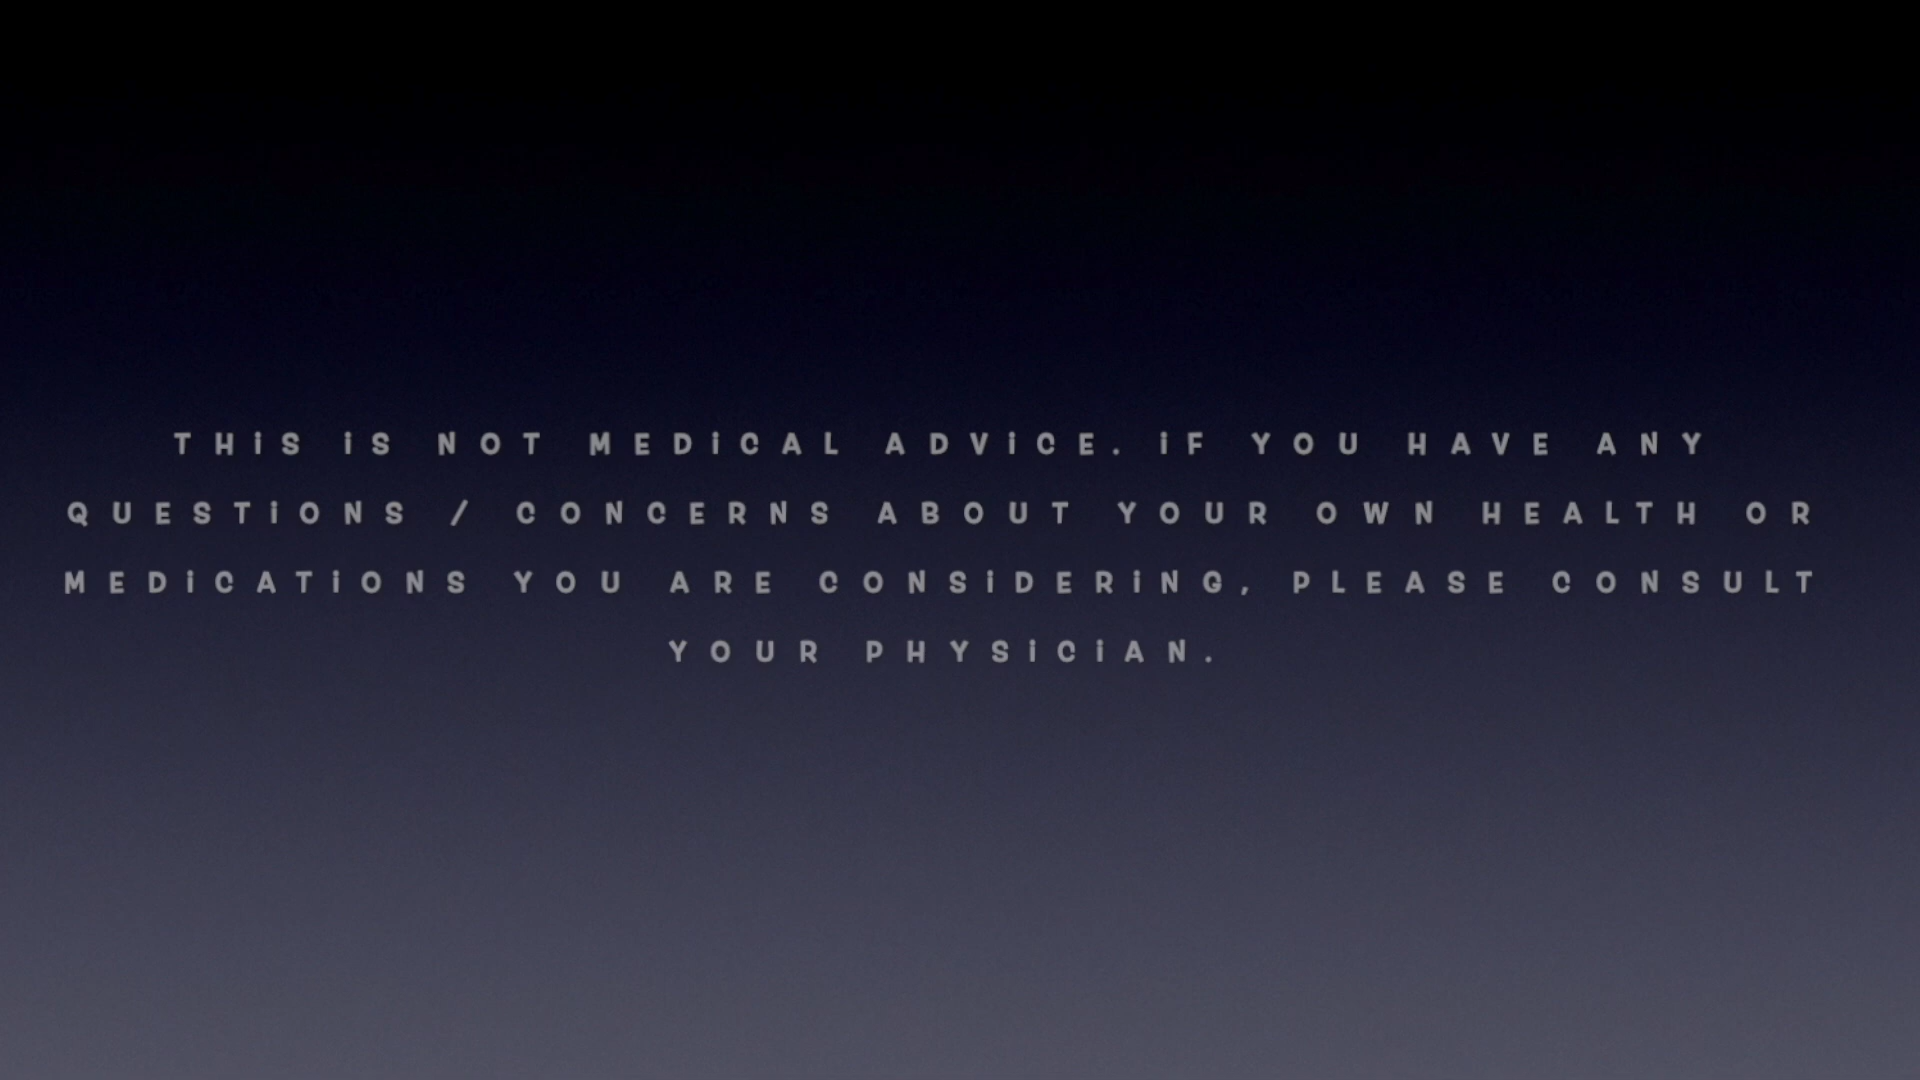 THiS iS NOT MEDiCAL ADViCE. iF YOU HAVE ANY
QUESTiONS / CONCERNS ABOUT YOUR OWN HEALTH OR
MEDiCATiONS YOU ARE CONSiDERiNG, PLEASE CONSULT
YOUR PHYSiCiAN.